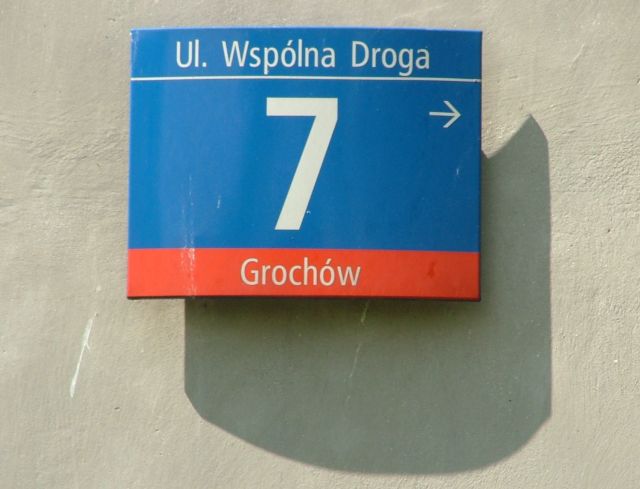 Ul. Wspólna Droga
7 →
Grochów